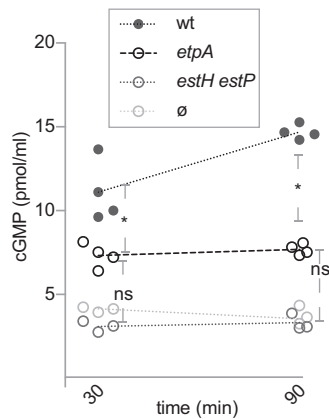 wt
etpA
estH estP
ø
cGMP (pmol/ml)
20
15
10
5
*
*
ns
ns
30
90
time (min)